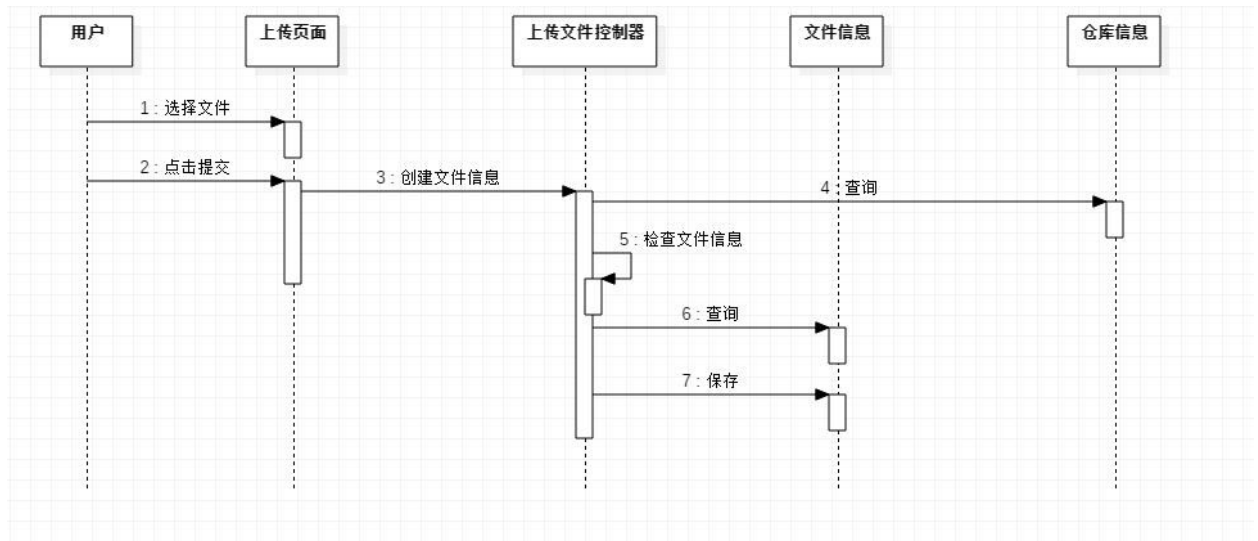 用户
上传页面
上传文件控制器
文件信息
仓库信息
1 : 选择文件
2 : 点击提交
3 : 创建文件信息
4 : 查询
5 : 检查文件信息
6 : 查询
7 : 保存